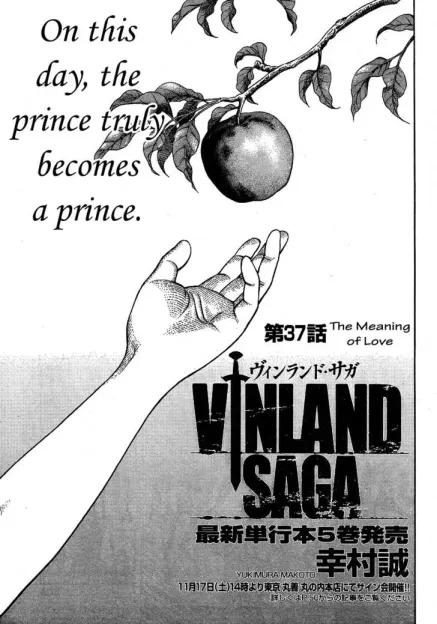 On this
day, the
prince truly
becomes
a prince.
第37話
The Meaning
of Love
ヴィンランド・サガ
VINLAND
SAGA
最新単行本5巻発売
幸村誠
YUKIMURA MAKOTO
11月17日(土)14時より東京 丸善 丸の内本店にてサイン会開催!!